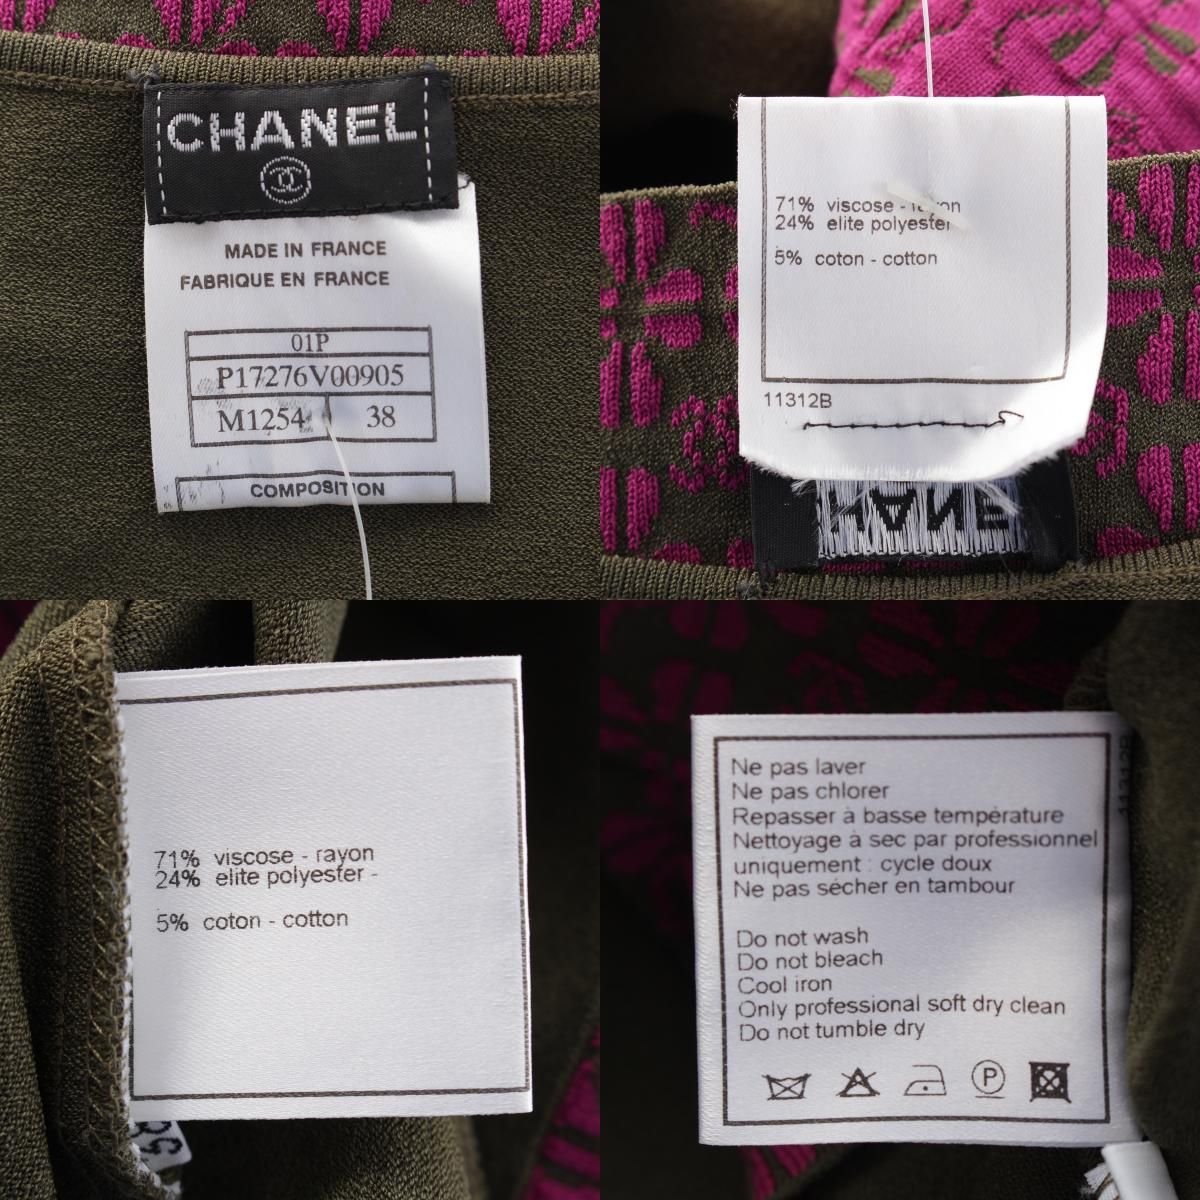 CHANEL
MADE IN FRANCE
FABRIQUE EN FRANCE
01P
P17276V00905
M1254 38
COMPOSITION
71% viscose - rayon
24% elite polyester
5% coton - cotton
11312B
71% viscose - rayon
24% elite polyester -
5% coton - cotton
Ne pas laver
Ne pas chlorer
Repasser à basse température
Nettoyage à sec par professionnel
uniquement : cycle doux
Ne pas sécher en tambour
Do not wash
Do not bleach
Cool iron
Only professional soft dry clean
Do not tumble dry
P
11312B